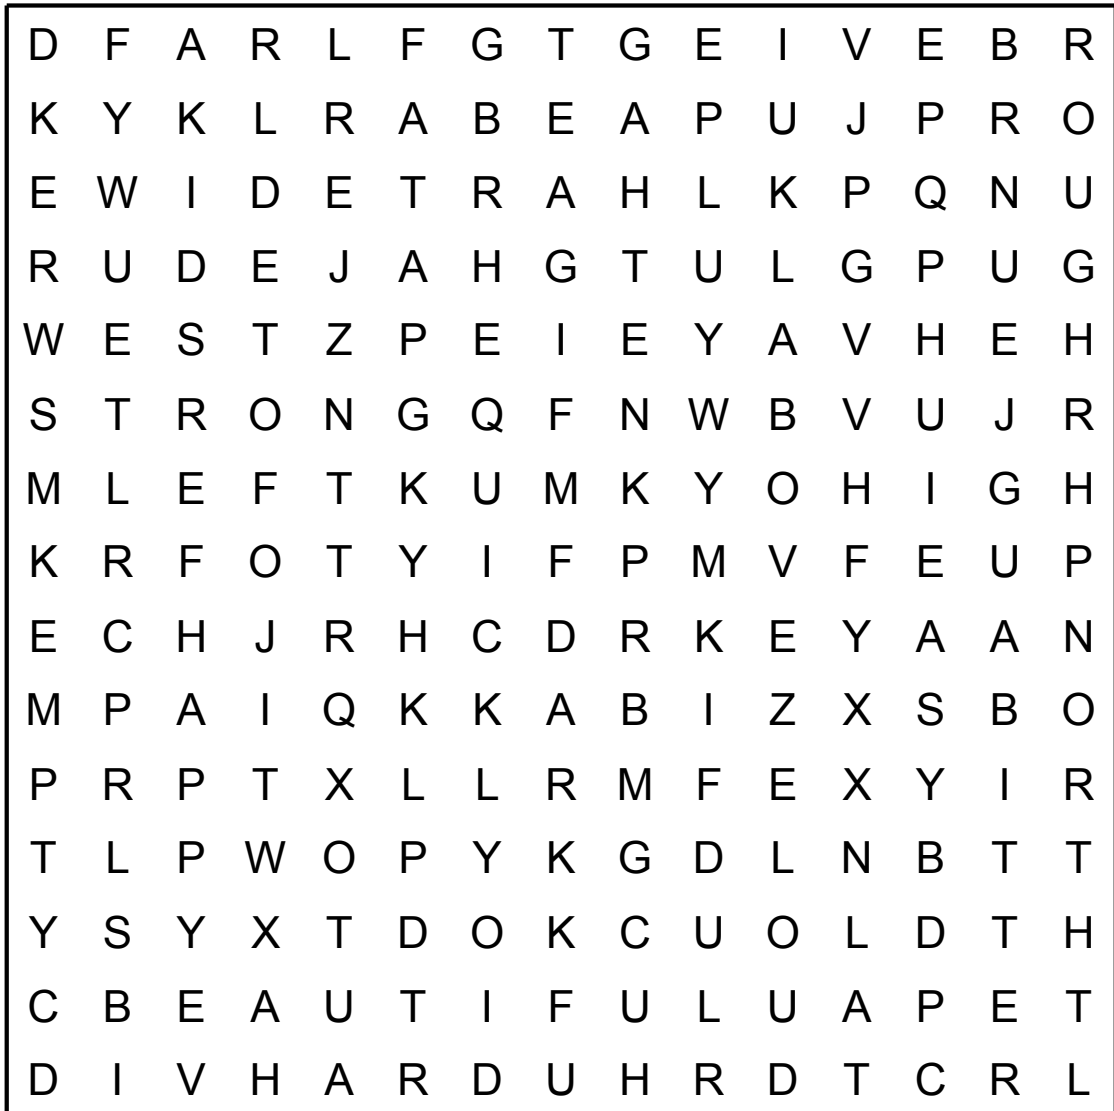 D F A R L F G T G E I V E B R
K Y K L R A B E A P U J P R O
E W I D E T R A H L K P Q N U
R U D E J A H G T U L G P U G
W E S T Z P E I E Y A V H E H
S T R O N G Q F N W B V U J R
M L E F T K U M K Y O H I G H
K R F O T Y I F P M V F E U P
E C H J R H C D R K E Y A A N
M P A I Q K K A B I Z X S B O
P R P T X L L R M F E X Y I R
T L P W O P Y K G D L N B T T
Y S Y X T D O K C U O L D T H
C B E A U T I F U L U A P E T
D I V H A R D U H R D T C R L